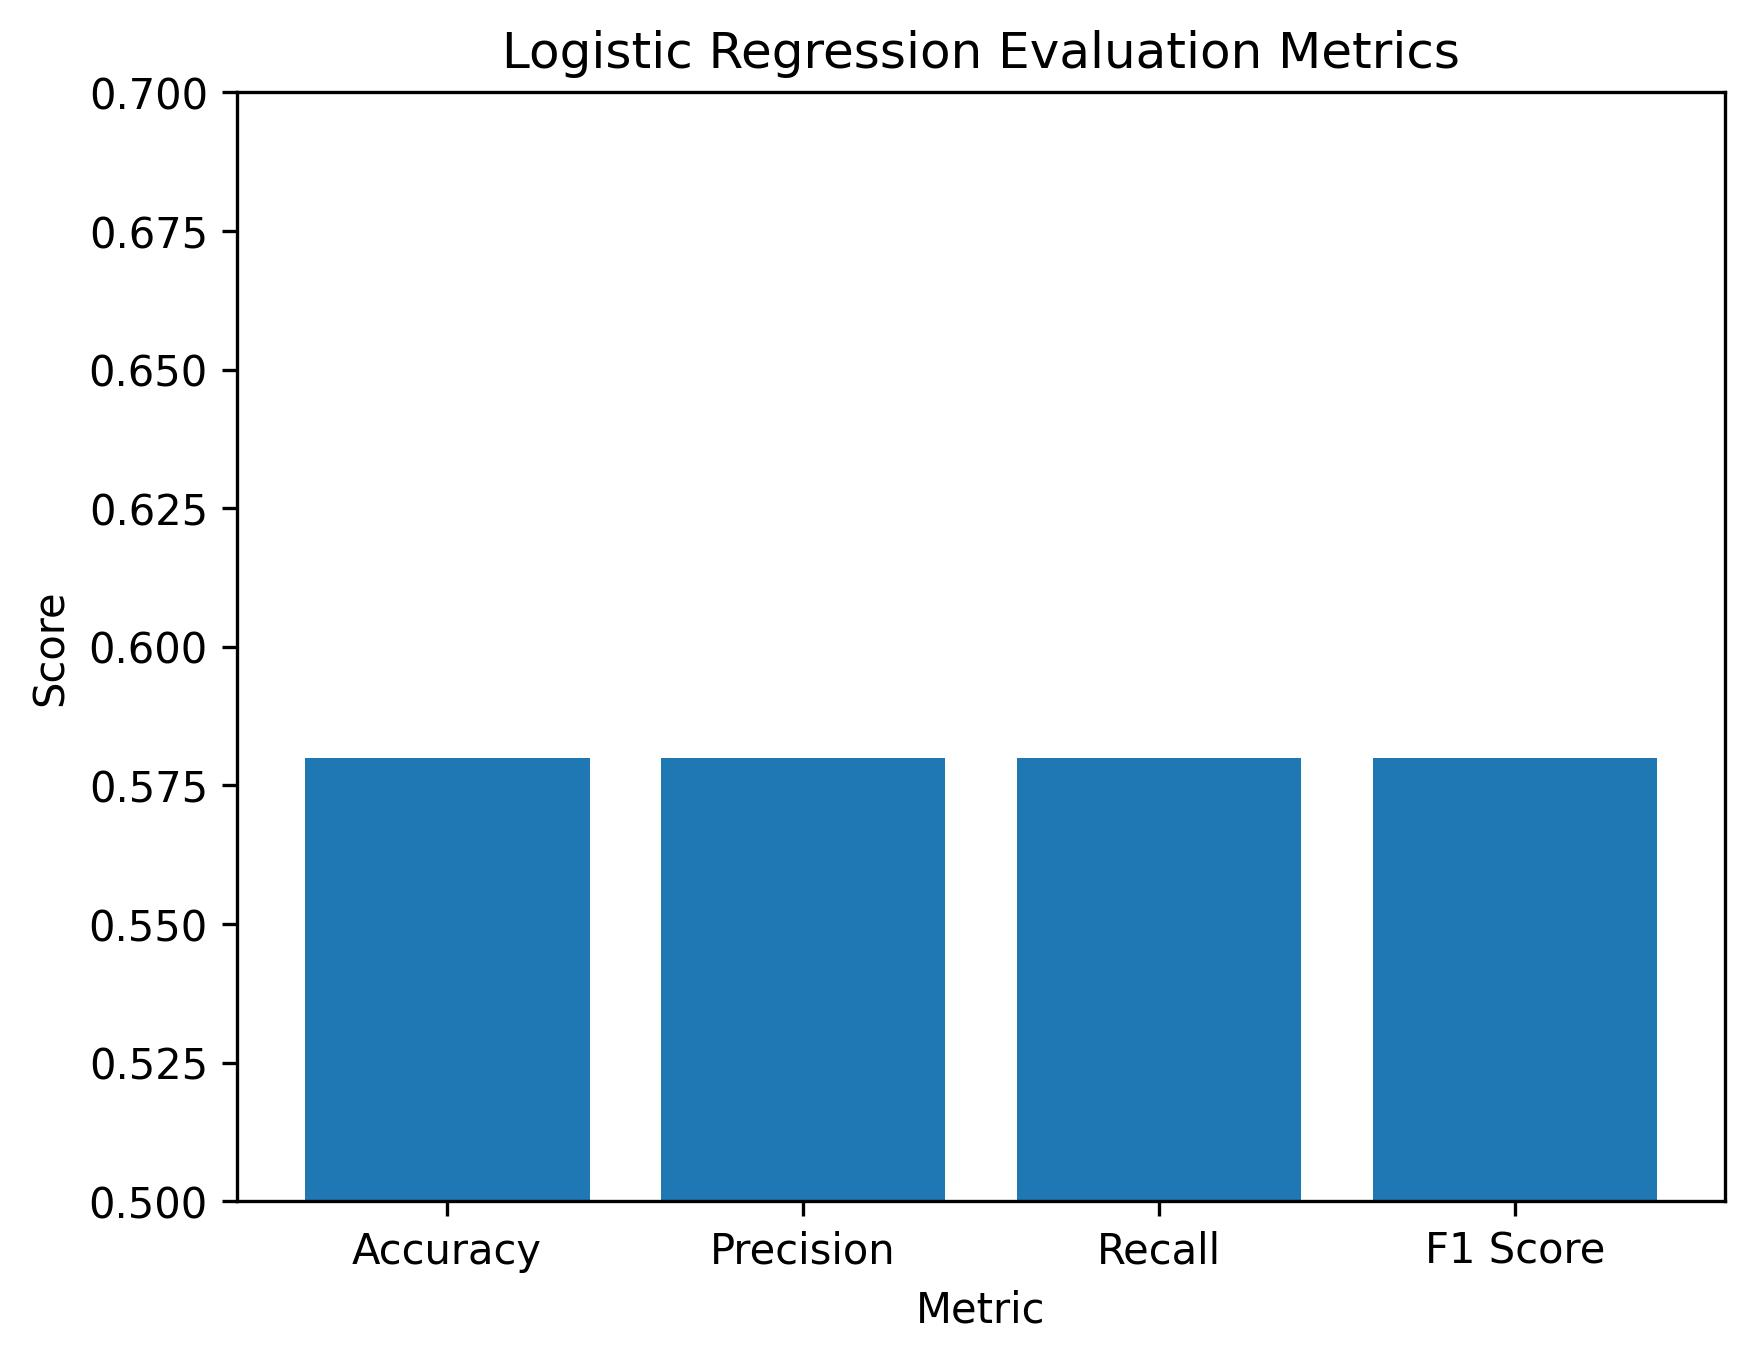 Logistic Regression Evaluation Metrics
0.700
0.675
0.650
0.625
0.600
0.575
0.550
0.525
0.500
Score
Accuracy Precision Recall F1 Score
Metric